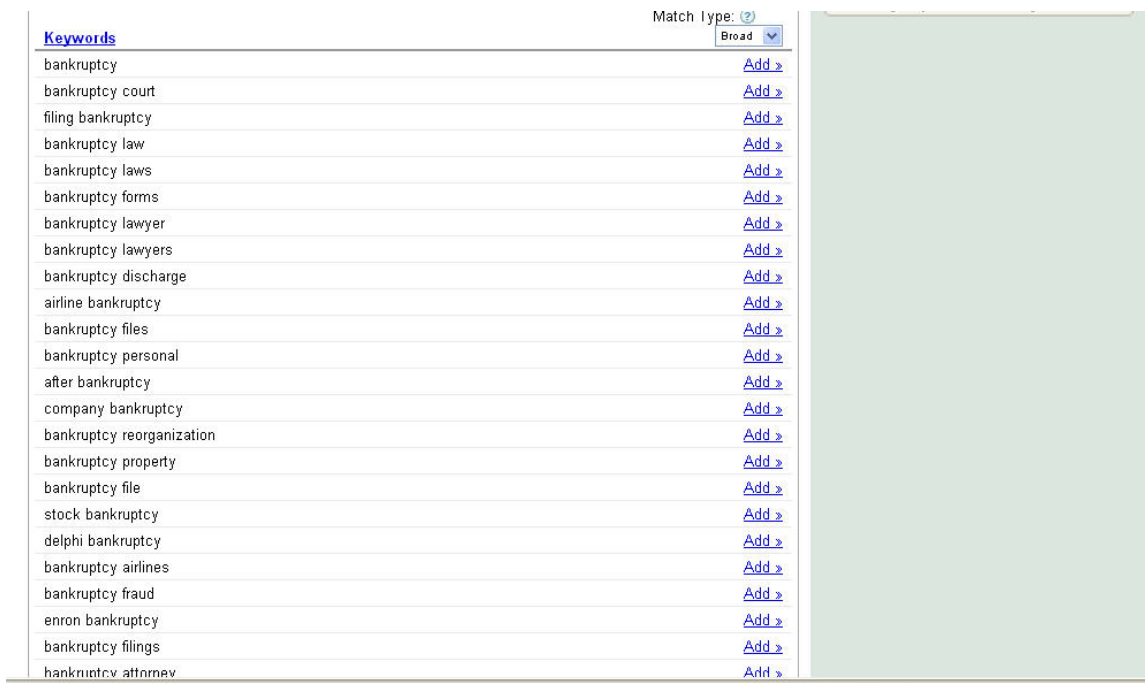 Match Type: (?)
Keywords Broad
bankruptcy Add »
bankruptcy court Add »
filing bankruptcy Add »
bankruptcy law Add »
bankruptcy laws Add »
bankruptcy forms Add »
bankruptcy lawyer Add »
bankruptcy lawyers Add »
bankruptcy discharge Add »
airline bankruptcy Add »
bankruptcy files Add »
bankruptcy personal Add »
after bankruptcy Add »
company bankruptcy Add »
bankruptcy reorganization Add »
bankruptcy property Add »
bankruptcy file Add »
stock bankruptcy Add »
delphi bankruptcy Add »
bankruptcy airlines Add »
bankruptcy fraud Add »
enron bankruptcy Add »
bankruptcy filings Add »
bankruptcy attorney Add »